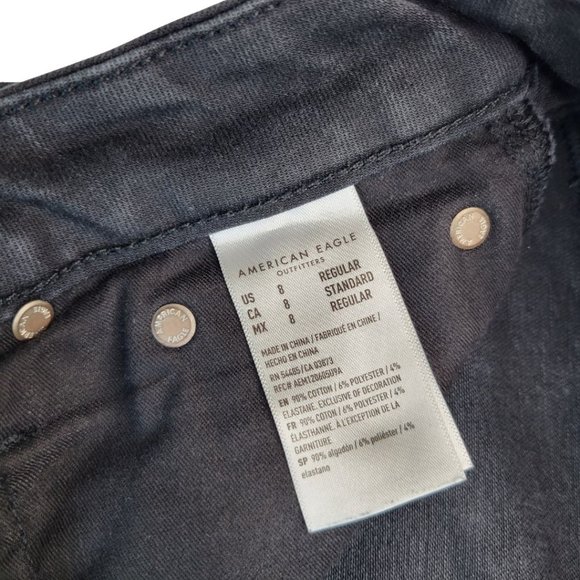 AMERICAN EAGLE
OUTFITTERS
US 8 REGULAR
CA 8 STANDARD
MX 8 REGULAR
MADE IN CHINA / FABRIQUÉ EN CHINE /
HECHO EN CHINA
RN 54485/CA 03873
RFC# AEM120605U9A
EN 90% COTTON / 6% POLYESTER / 4%
ELASTANE. EXCLUSIVE OF DECORATION
FR 90% COTON / 6% POLYESTER / 4%
ÉLASTHANNE. À L'EXCEPTION DE LA
GARNITURE
SP 90% algodón / 6% poliéster / 4%
elastano
AMERICAN
EAGLE